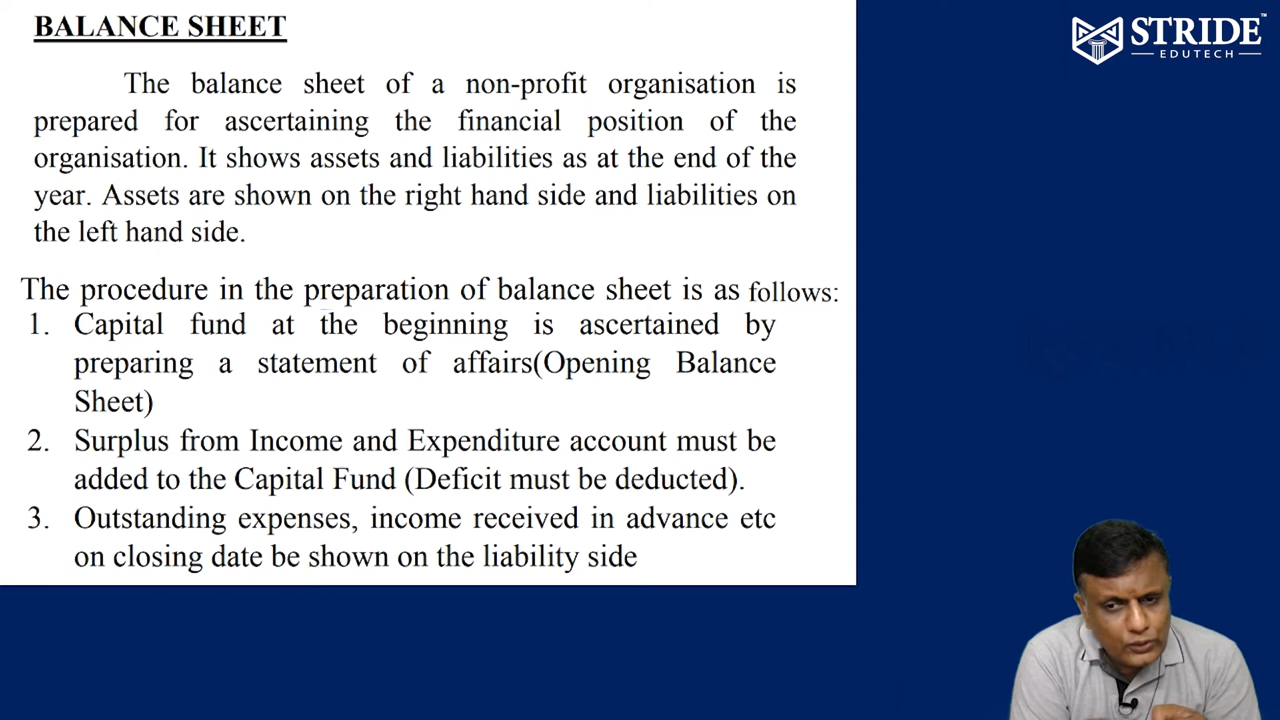 BALANCE SHEET
STRIDE™
EDUTECH
The balance sheet of a non-profit organisation is
prepared for ascertaining the financial position of the
organisation. It shows assets and liabilities as at the end of the
year. Assets are shown on the right hand side and liabilities on
the left hand side.
The procedure in the preparation of balance sheet is as follows:
1. Capital fund at the beginning is ascertained by
preparing a statement of affairs(Opening Balance
Sheet)
2. Surplus from Income and Expenditure account must be
added to the Capital Fund (Deficit must be deducted).
3. Outstanding expenses, income received in advance etc
on closing date be shown on the liability side